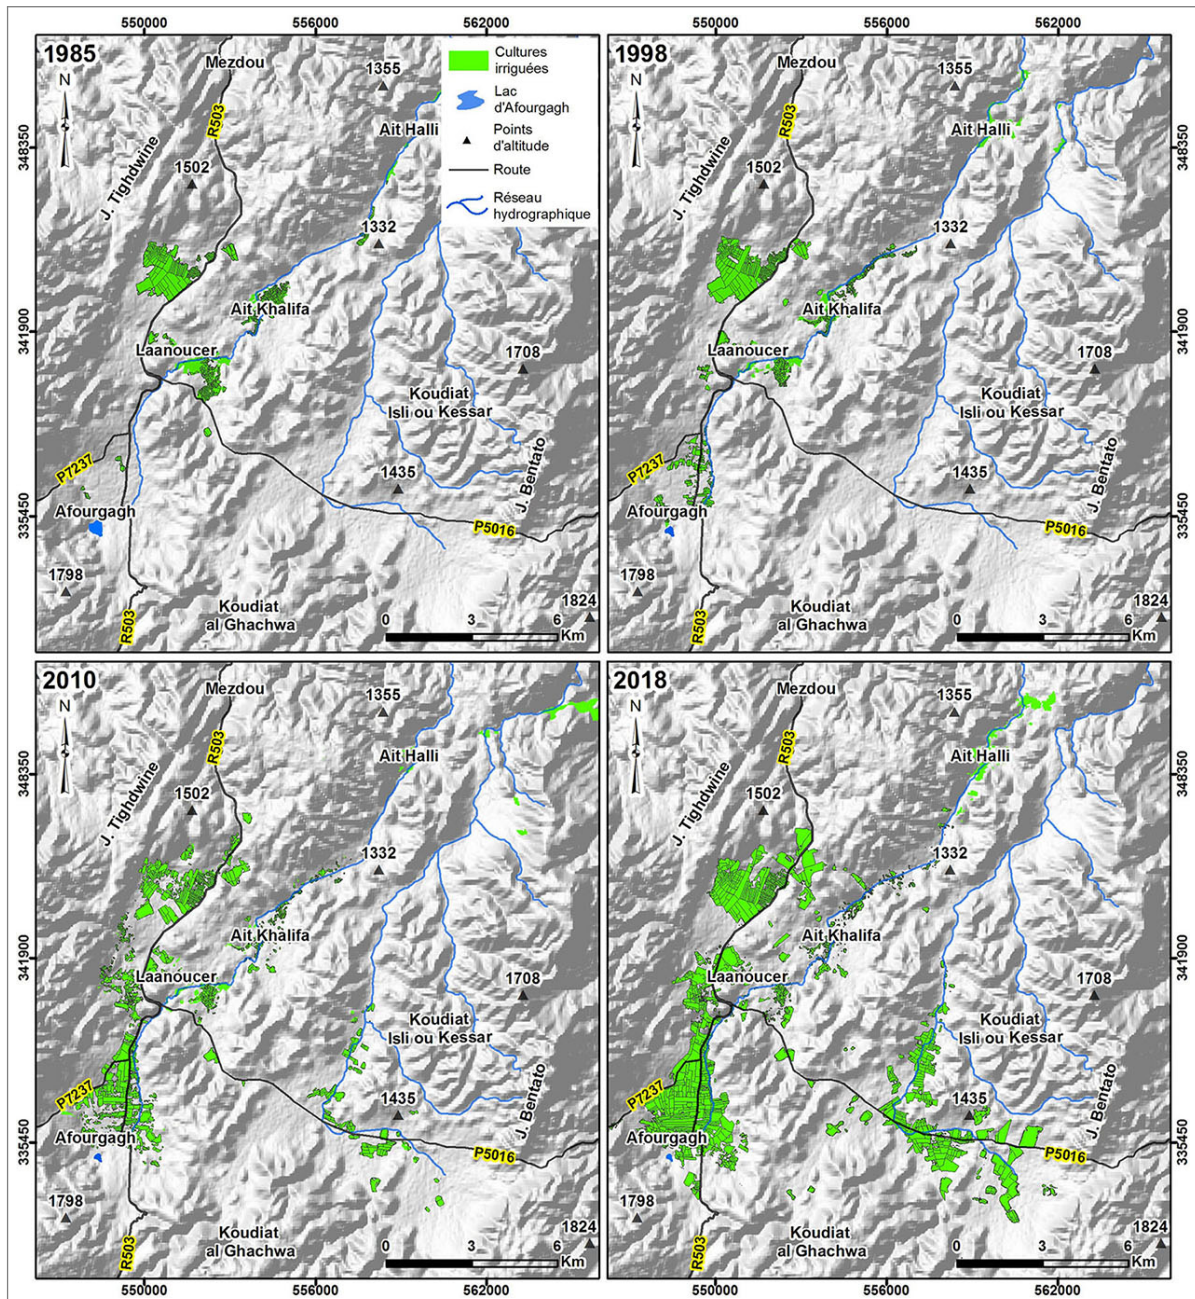 550000
556000
562000
550000
556000
562000
1985
N
Mezdou
R503
J. Tighdwine
1502
1355
Ait Halli
1332
Ait Khalifa
Laanoucer
1708
Koudiat
Isli ou Kessar
P7237
1435
J. Bentato
Afourgagh
P5016
1798
R503
Koudiat
al Ghachwa
1824
0
3
6
Km
Cultures
irriguées
Lac
d'Afourgagh
Points
d'altitude
Route
Réseau
hydrographique
348350
341900
335450
1998
N
Mezdou
R503
J. Tighdwine
1502
1355
Ait Halli
1332
Ait Khalifa
Laanoucer
1708
Koudiat
Isli ou Kessar
P7237
1435
J. Bentato
Afourgagh
P5016
1798
R503
Koudiat
al Ghachwa
1824
0
3
6
Km
348350
341900
335450
2010
N
Mezdou
R503
J. Tighdwine
1502
1355
Ait Halli
1332
Ait Khalifa
Laanoucer
1708
Koudiat
Isli ou Kessar
P7237
1435
J. Bentato
Afourgagh
P5016
1798
R503
Koudiat
al Ghachwa
1824
0
3
6
Km
348350
341900
335450
2018
N
Mezdou
R503
J. Tighdwine
1502
1355
Ait Halli
1332
Ait Khalifa
Laanoucer
1708
Koudiat
Isli ou Kessar
P7237
1435
J. Bentato
Afourgagh
P5016
1798
R503
Koudiat
al Ghachwa
1824
0
3
6
Km
348350
341900
335450
550000
556000
562000
550000
556000
562000